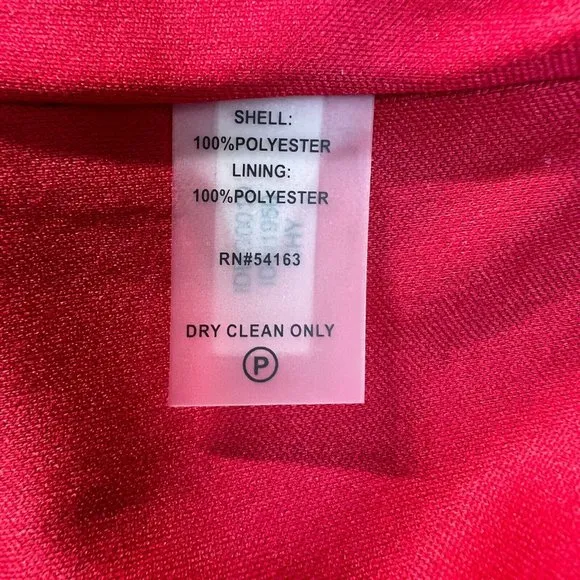 SHELL:
100%POLYESTER
LINING:
100%POLYESTER
RN#54163
DRY CLEAN ONLY
P